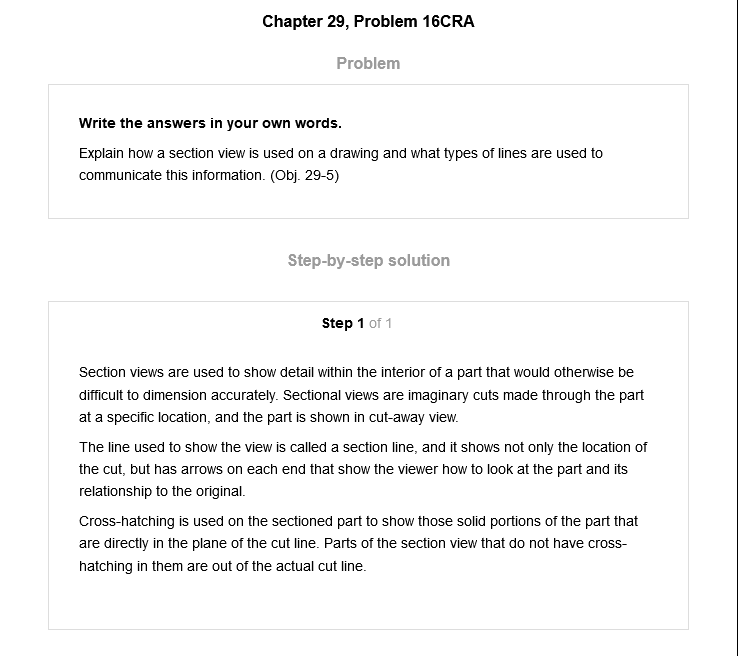 Chapter 29, Problem 16CRA
Problem
Write the answers in your own words.
Explain how a section view is used on a drawing and what types of lines are used to
communicate this information. (Obj. 29-5)
Step-by-step solution
Step 1 of 1
Section views are used to show detail within the interior of a part that would otherwise be
difficult to dimension accurately. Sectional views are imaginary cuts made through the part
at a specific location, and the part is shown in cut-away view.
The line used to show the view is called a section line, and it shows not only the location of
the cut, but has arrows on each end that show the viewer how to look at the part and its
relationship to the original.
Cross-hatching is used on the sectioned part to show those solid portions of the part that
are directly in the plane of the cut line. Parts of the section view that do not have cross-
hatching in them are out of the actual cut line.